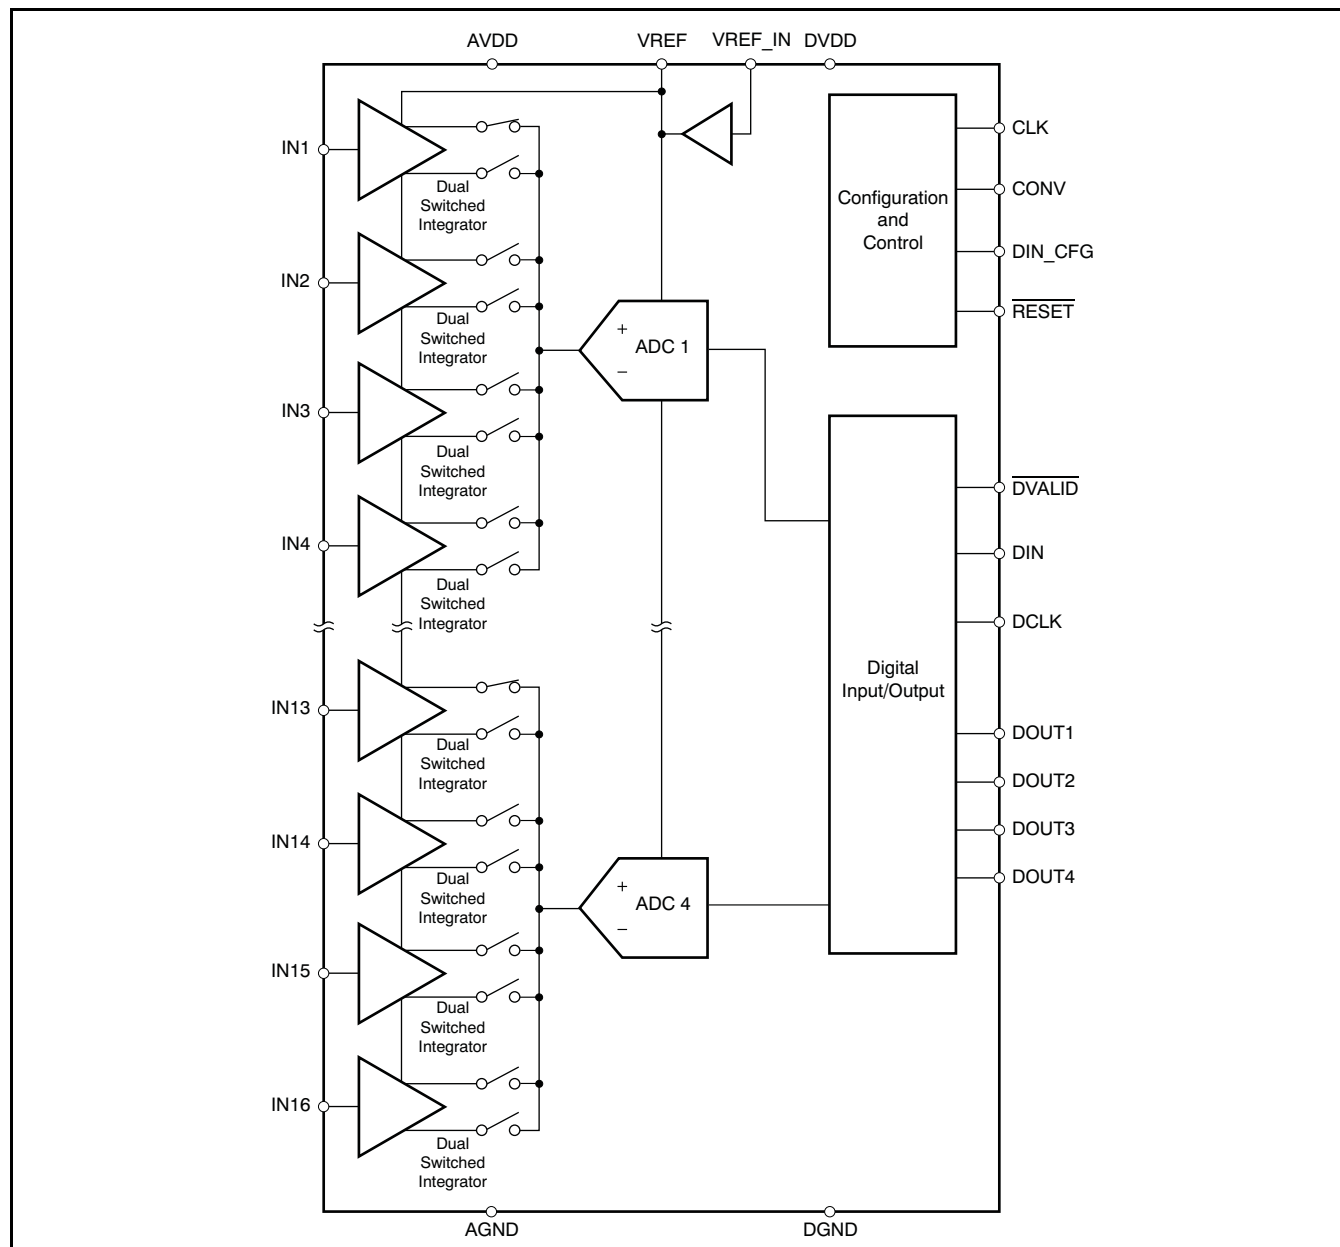 AVDD VREF VREF_IN DVDD
IN1
Dual
Switched
Integrator
IN2
Dual
Switched
Integrator
IN3
Dual
Switched
Integrator
IN4
Dual
Switched
Integrator
IN13
Dual
Switched
Integrator
IN14
Dual
Switched
Integrator
IN15
Dual
Switched
Integrator
IN16
Dual
Switched
Integrator
+
ADC 1
−
+
ADC 4
−
Configuration
and
Control
CLK
CONV
DIN_CFG
RESET
Digital
Input/Output
DVALID
DIN
DCLK
DOUT1
DOUT2
DOUT3
DOUT4
AGND DGND